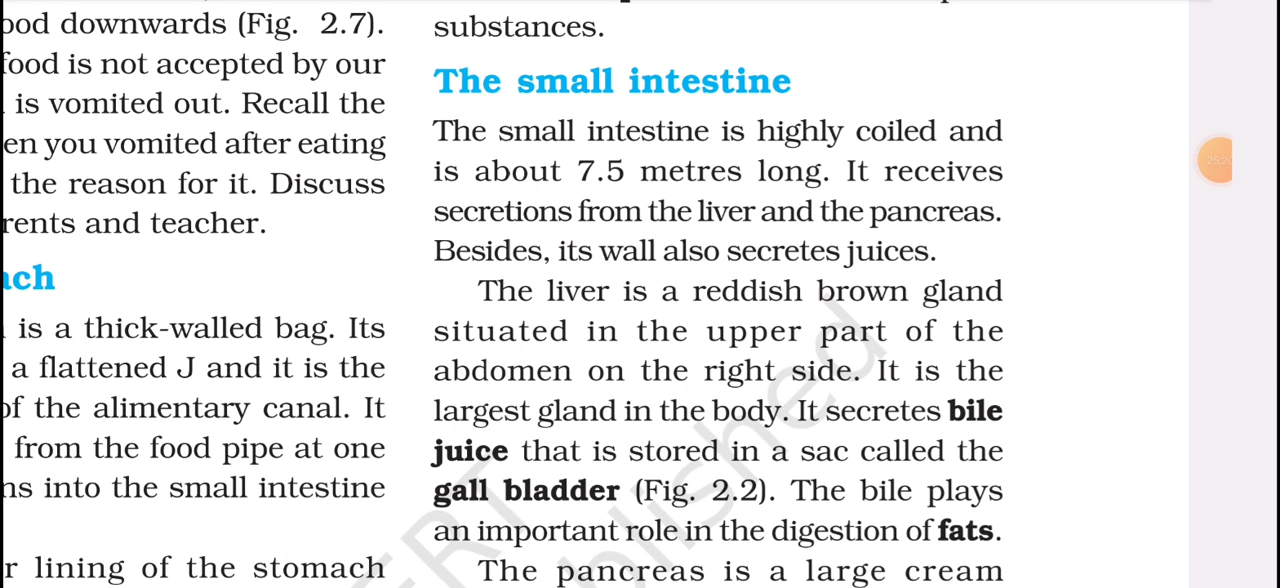 ood downwards (Fig. 2.7).
food is not accepted by our
is vomited out. Recall the
en you vomited after eating
the reason for it. Discuss
rents and teacher.
ach
is a thick-walled bag. Its
a flattened J and it is the
of the alimentary canal. It
from the food pipe at one
ns into the small intestine
r lining of the stomach
substances.
The small intestine
The small intestine is highly coiled and
is about 7.5 metres long. It receives
secretions from the liver and the pancreas.
Besides, its wall also secretes juices.
The liver is a reddish brown gland
situated in the upper part of the
abdomen on the right side. It is the
largest gland in the body. It secretes bile
juice that is stored in a sac called the
gall bladder (Fig. 2.2). The bile plays
an important role in the digestion of fats.
The pancreas is a large cream
25:20